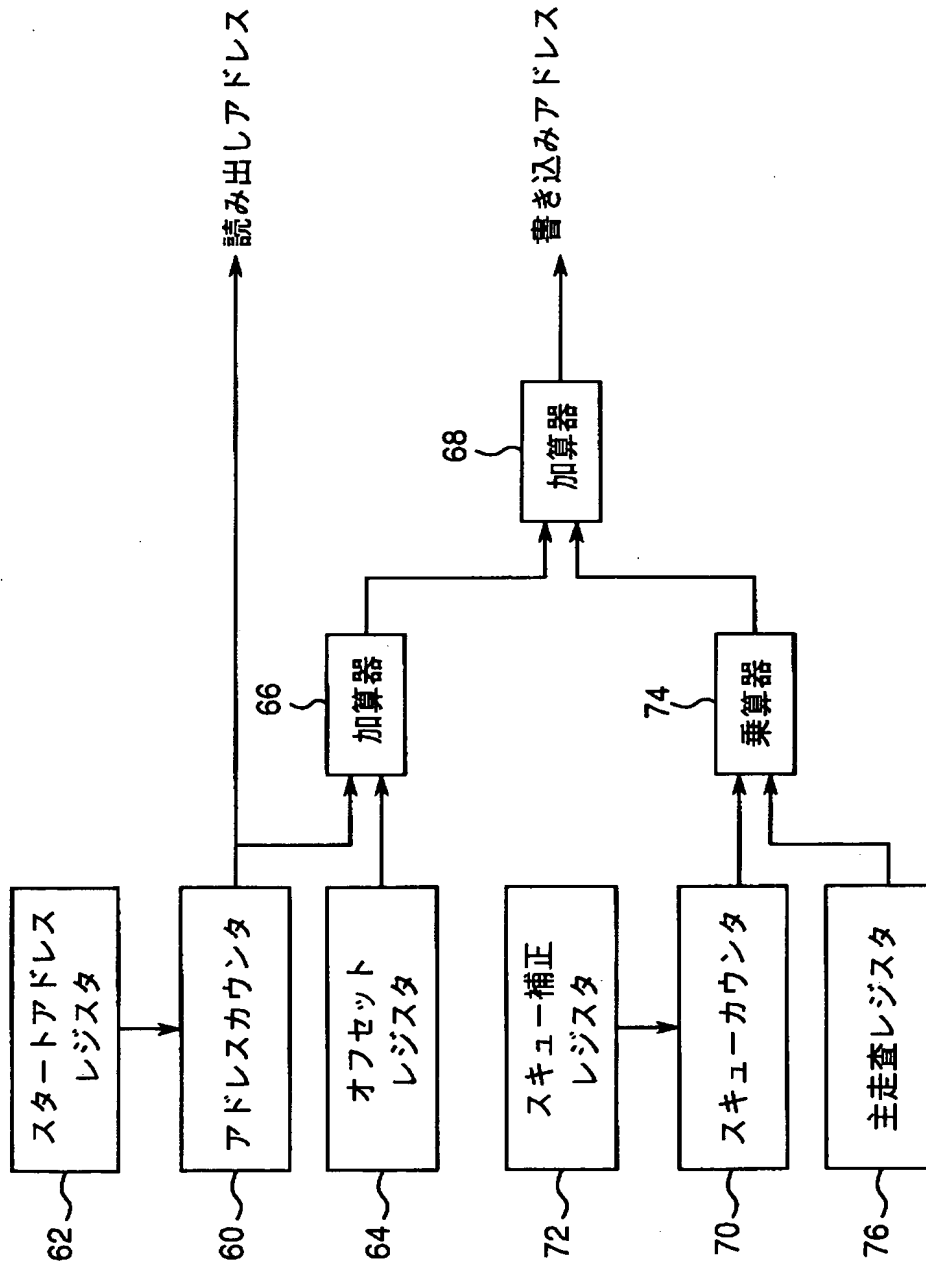 スタートアドレス
レジスタ
62
アドレスカウンタ
60
読み出しアドレス
オフセット
レジスタ
64
加算器
66
加算器
68
書き込みアドレス
スキュー補正
レジスタ
72
スキューカウンタ
70
乗算器
74
主走査レジスタ
76